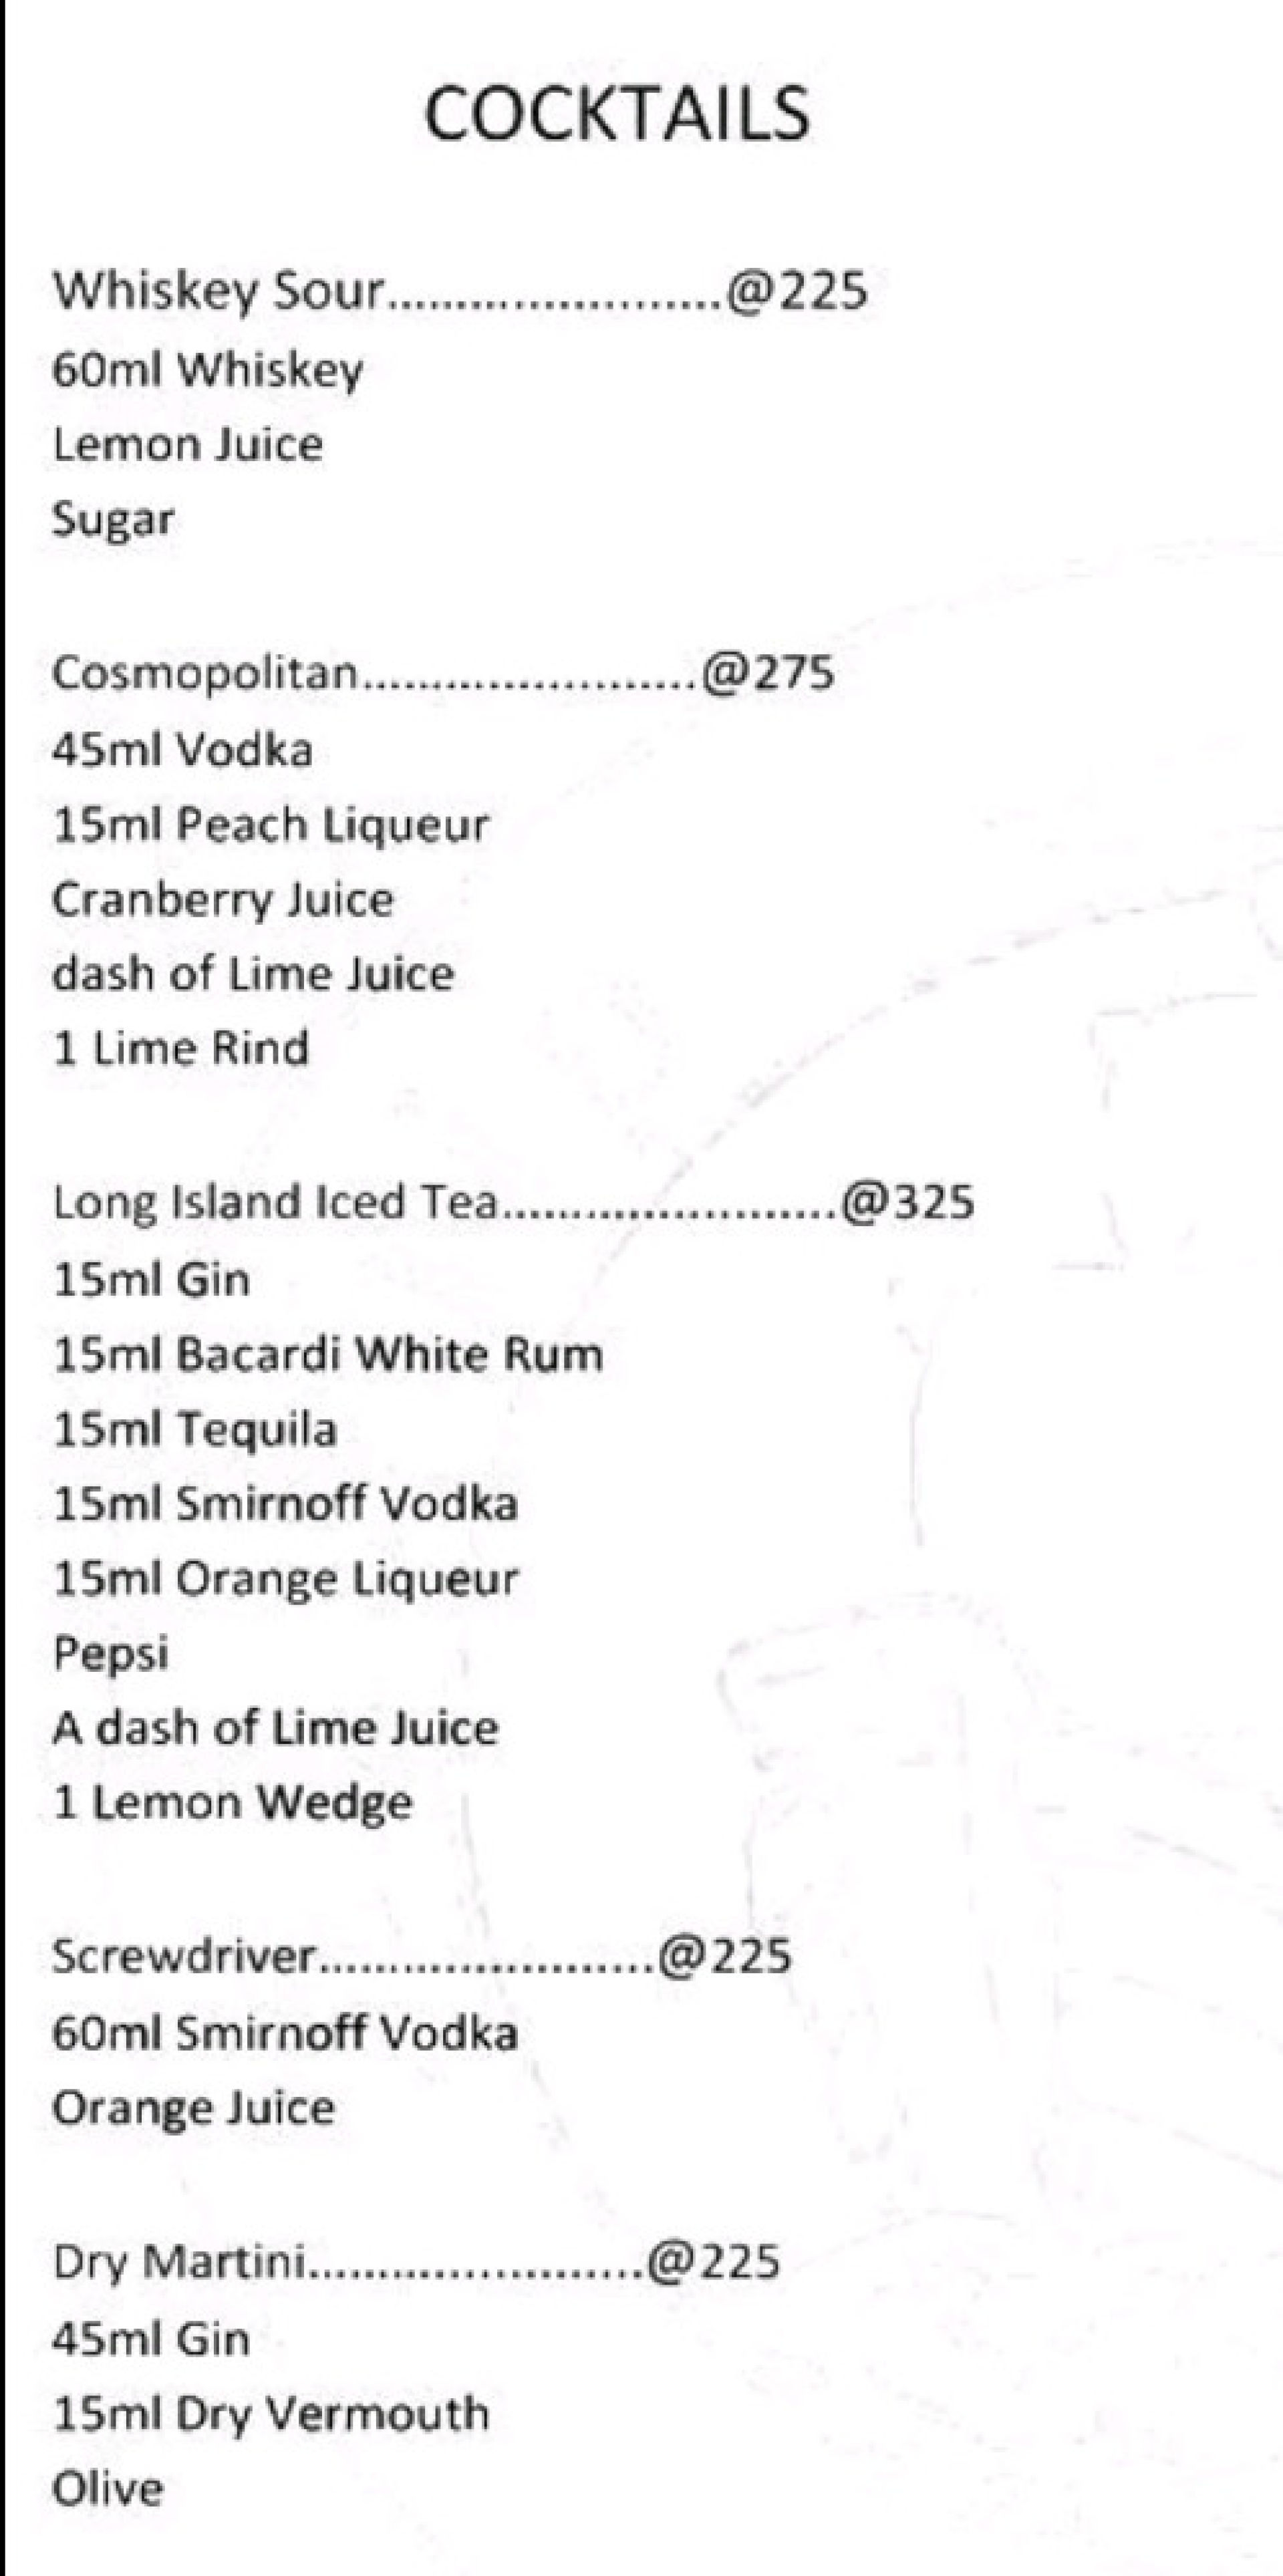 COCKTAILS
Whiskey Sour........................@225
60ml Whiskey
Lemon Juice
Sugar
Cosmopolitan........................@275
45ml Vodka
15ml Peach Liqueur
Cranberry Juice
dash of Lime Juice
1 Lime Rind
Long Island Iced Tea........................@325
15ml Gin
15ml Bacardi White Rum
15ml Tequila
15ml Smirnoff Vodka
15ml Orange Liqueur
Pepsi
A dash of Lime Juice
1 Lemon Wedge
Screwdriver........................@225
60ml Smirnoff Vodka
Orange Juice
Dry Martini........................@225
45ml Gin
15ml Dry Vermouth
Olive